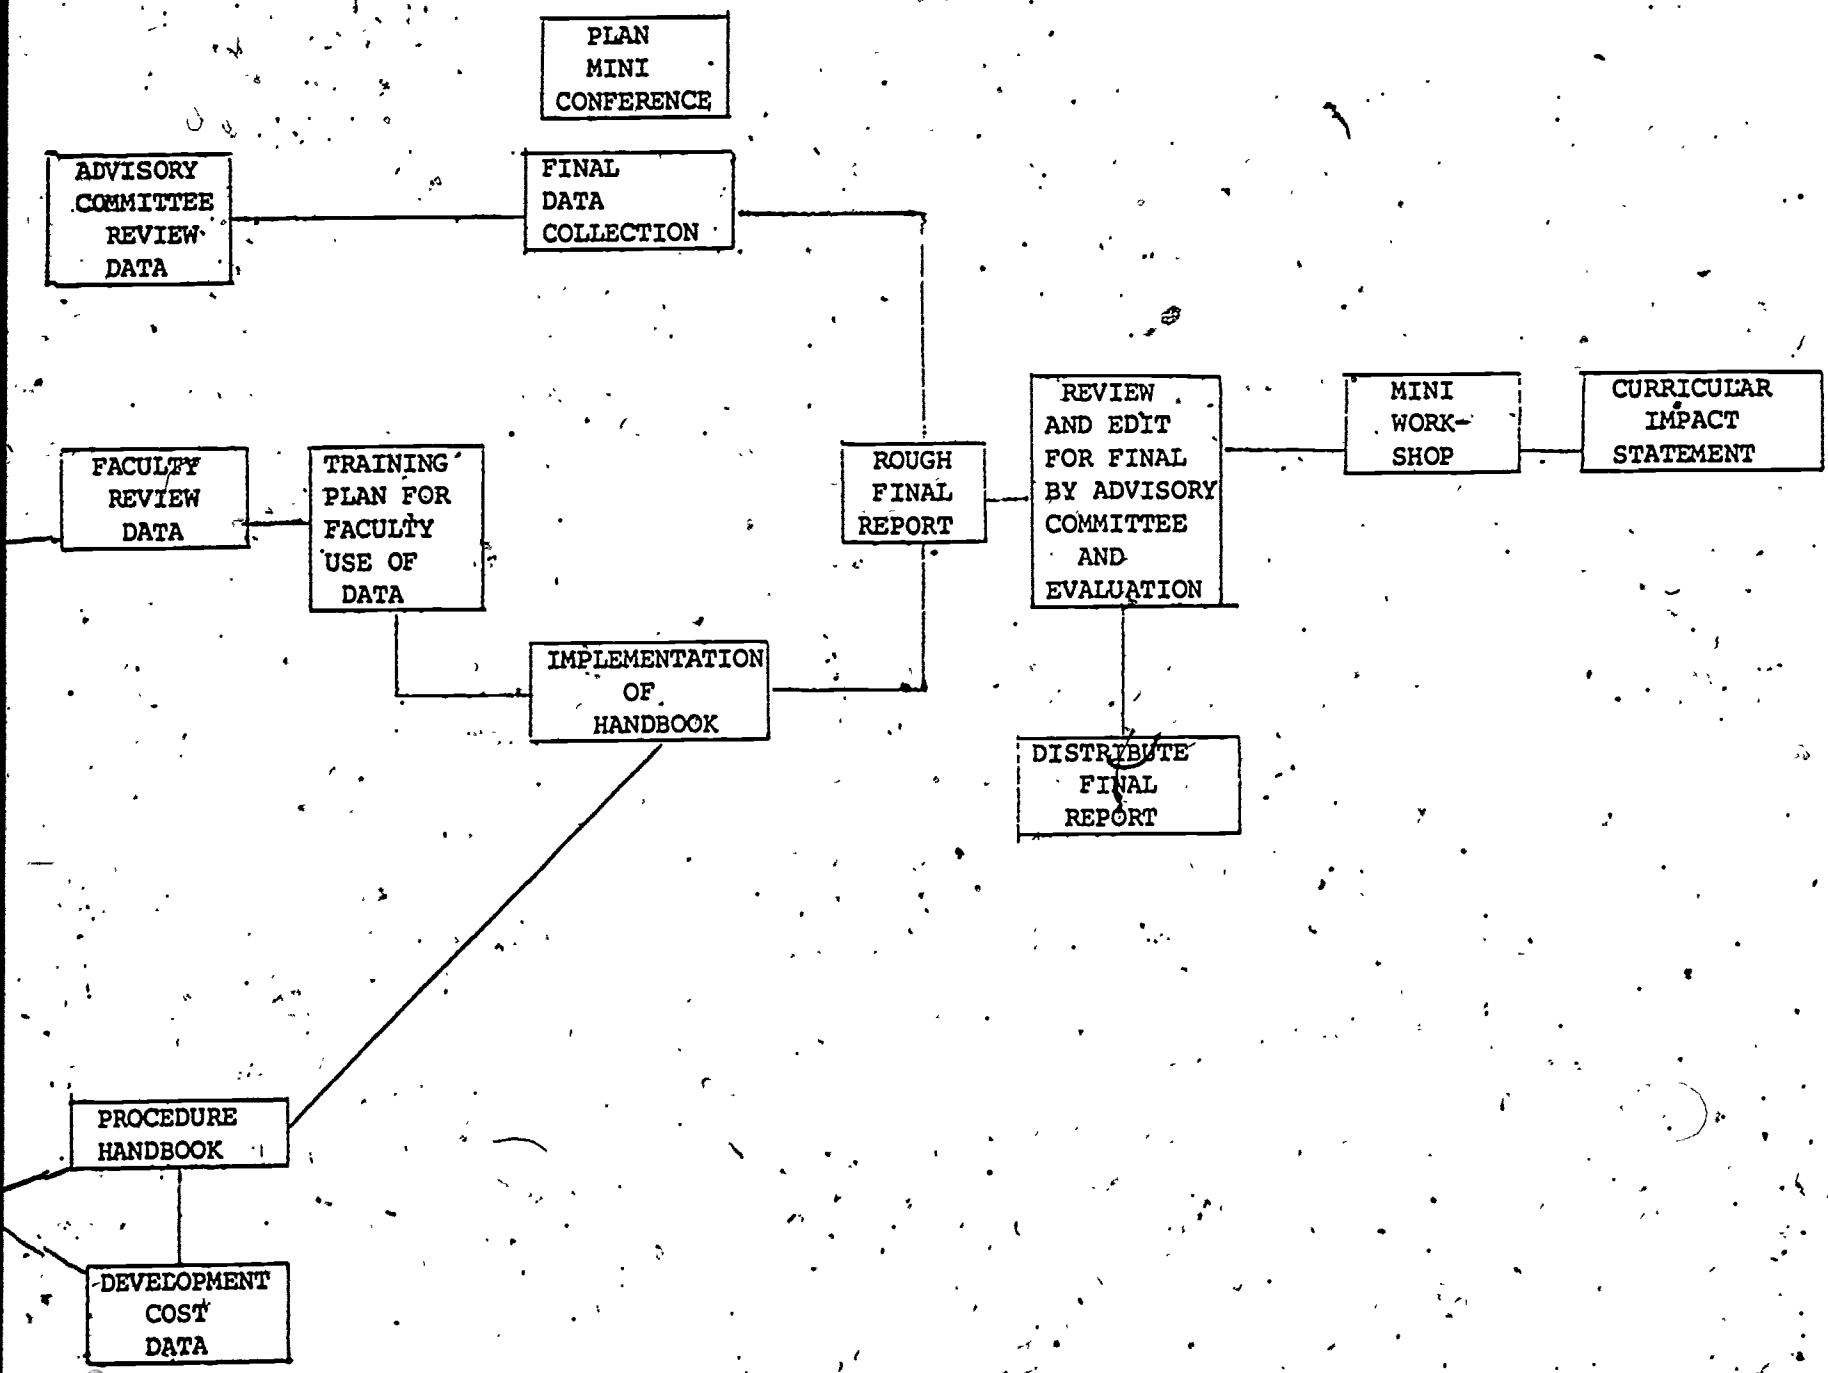 PLAN
MINI
CONFERENCE
ADVISORY
COMMITTEE
REVIEW
DATA
FINAL
DATA
COLLECTION
FACULTY
REVIEW
DATA
TRAINING
PLAN FOR
FACULTY
USE OF
DATA
IMPLEMENTATION
OF
HANDBOOK
ROUGH
FINAL
REPORT
REVIEW
AND EDIT
FOR FINAL
BY ADVISORY
COMMITTEE
AND
EVALUATION
MINI
WORK-
SHOP
CURRICULAR
IMPACT
STATEMENT
DISTRIBUTE
FINAL
REPORT
PROCEDURE
HANDBOOK
DEVELOPMENT
COST
DATA